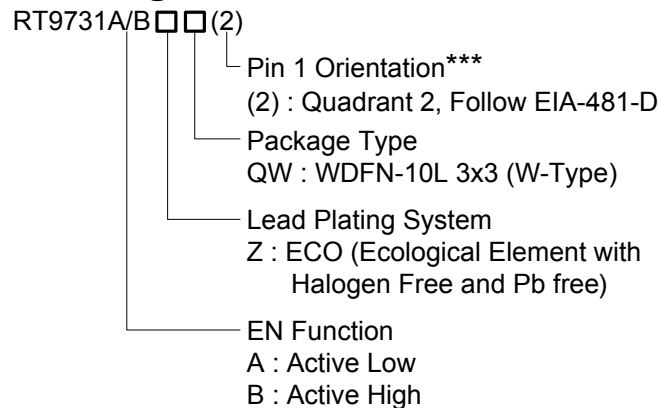 RT9731A/B□□(2)
Pin 1 Orientation***
(2) : Quadrant 2, Follow EIA-481-D
Package Type
QW : WDFN-10L 3x3 (W-Type)
Lead Plating System
Z : ECO (Ecological Element with
Halogen Free and Pb free)
EN Function
A : Active Low
B : Active High